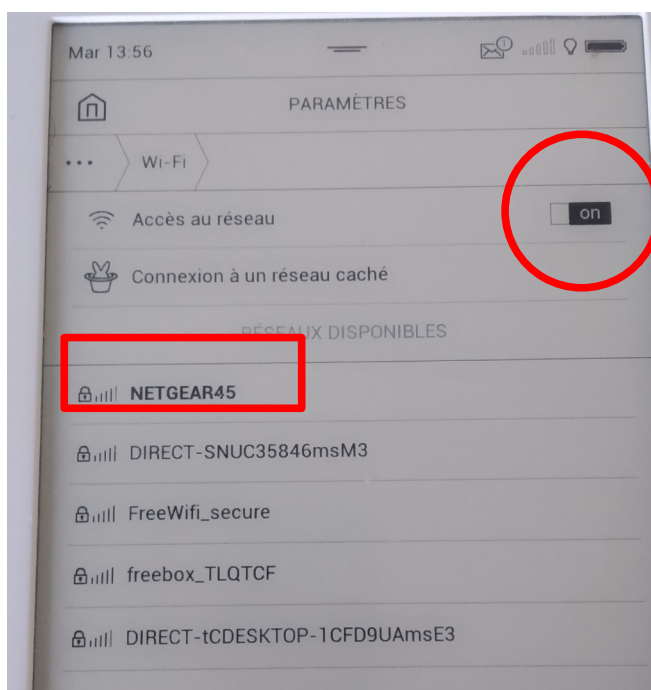 Mar 13:56
1
PARAMÈTRES
... Wi-Fi
Accès au réseau on
Connexion à un réseau caché
RÉSEAUX DISPONIBLES
NETGEAR45
DIRECT-SNUC35846msM3
FreeWifi_secure
freebox_TLQTCF
DIRECT-tCDESKTOP-1CFD9UAmsE3